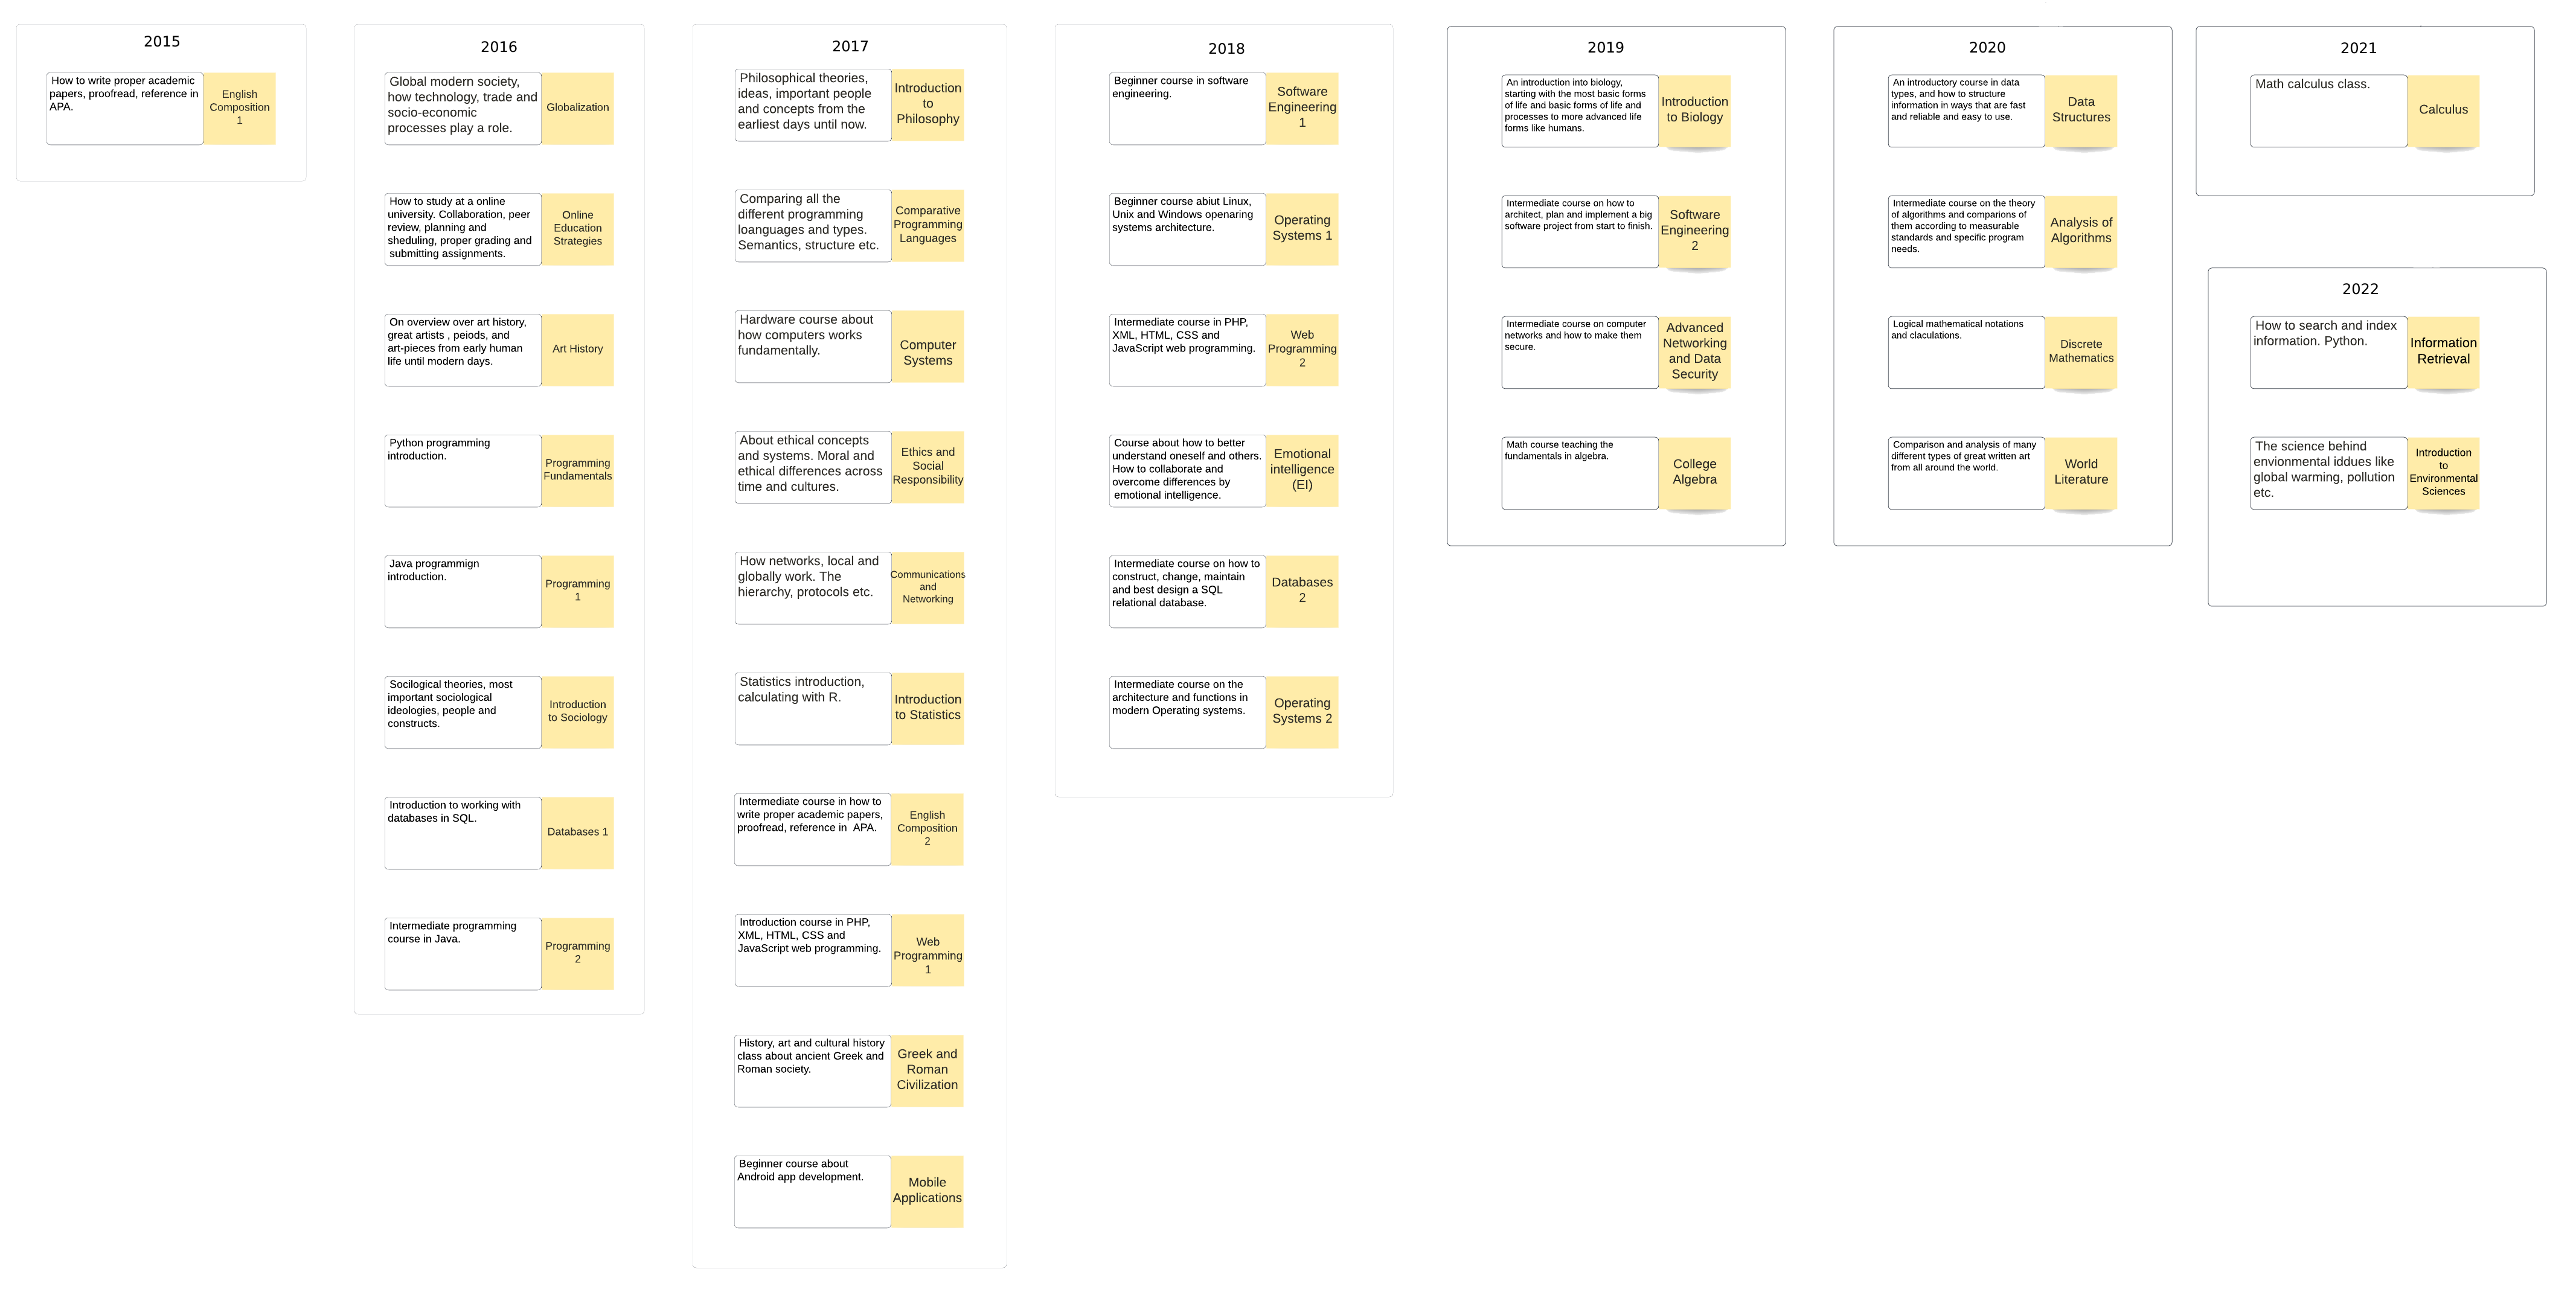 2015
How to write proper academic
papers, proofread, reference in
APA.
English
Composition
1
2016
Global modern society,
how technology, trade and
socio-economic
processes play a role.
Globalization
How to study at a online
university. Collaboration, peer
review, planning and
sheduling, proper grading and
submitting assignments.
Online
Education
Strategies
On overview over art history,
great artists , peiods, and
art-pieces from early human
life until modern days.
Art History
Python programming
introduction.
Programming
Fundamentals
Java programmign
introduction.
Programming
1
Socilogical theories, most
important sociological
ideologies, people and
constructs.
Introduction
to Sociology
Introduction to working with
databases in SQL.
Databases 1
Intermediate programming
course in Java.
Programming
2
2017
Philosophical theories,
ideas, important people
and concepts from the
earliest days until now.
Introduction
to
Philosophy
Comparing all the
different programming
loanguages and types.
Semantics, structure etc.
Comparative
Programming
Languages
Hardware course about
how computers works
fundamentally.
Computer
Systems
About ethical concepts
and systems. Moral and
ethical differences across
time and cultures.
Ethics and
Social
Responsibility
How networks, local and
globally work. The
hierarchy, protocols etc.
Communications
and
Networking
Statistics introduction,
calculating with R.
Introduction
to Statistics
Intermediate course in how to
write proper academic papers,
proofread, reference in  APA.
English
Composition
2
Introduction course in PHP,
XML, HTML, CSS and
JavaScript web programming.
Web
Programming
1
History, art and cultural history
class about ancient Greek and
Roman society.
Greek and
Roman
Civilization
Beginner course about
Android app development.
Mobile
Applications
2018
Beginner course in software
engineering.
Software
Engineering
1
Beginner course abiut Linux,
Unix and Windows openaring
systems architecture.
Operating
Systems 1
Intermediate course in PHP,
XML, HTML, CSS and
JavaScript web programming.
Web
Programming
2
Course about how to better
understand oneself and others.
How to collaborate and
overcome differences by
emotional intelligence.
Emotional
intelligence
(EI)
Intermediate course on how to
construct, change, maintain
and best design a SQL
relational database.
Databases
2
Intermediate course on the
architecture and functions in
modern Operating systems.
Operating
Systems 2
2019
An introduction into biology,
starting with the most basic forms
of life and basic forms of life and
processes to more advanced life
forms like humans.
Introduction
to Biology
Intermediate course on how to
architect, plan and implement a big
software project from start to finish.
Software
Engineering
2
Intermediate course on computer
networks and how to make them
secure.
Advanced
Networking
and Data
Security
Math course teaching the
fundamentals in algebra.
College
Algebra
2020
An introductory course in data
types, and how to structure
information in ways that are fast
and reliable and easy to use.
Data
Structures
Intermediate course on the theory
of algorithms and comparions of
them according to measurable
standards and specific program
needs.
Analysis of
Algorithms
Logical mathematical notations
and claculations.
Discrete
Mathematics
Comparison and analysis of many
different types of great written art
from all around the world.
World
Literature
2021
Math calculus class.
Calculus
2022
How to search and index
information. Python.
Information
Retrieval
The science behind
envionmental iddues like
global warming, pollution
etc.
Introduction
to
Environmental
Sciences